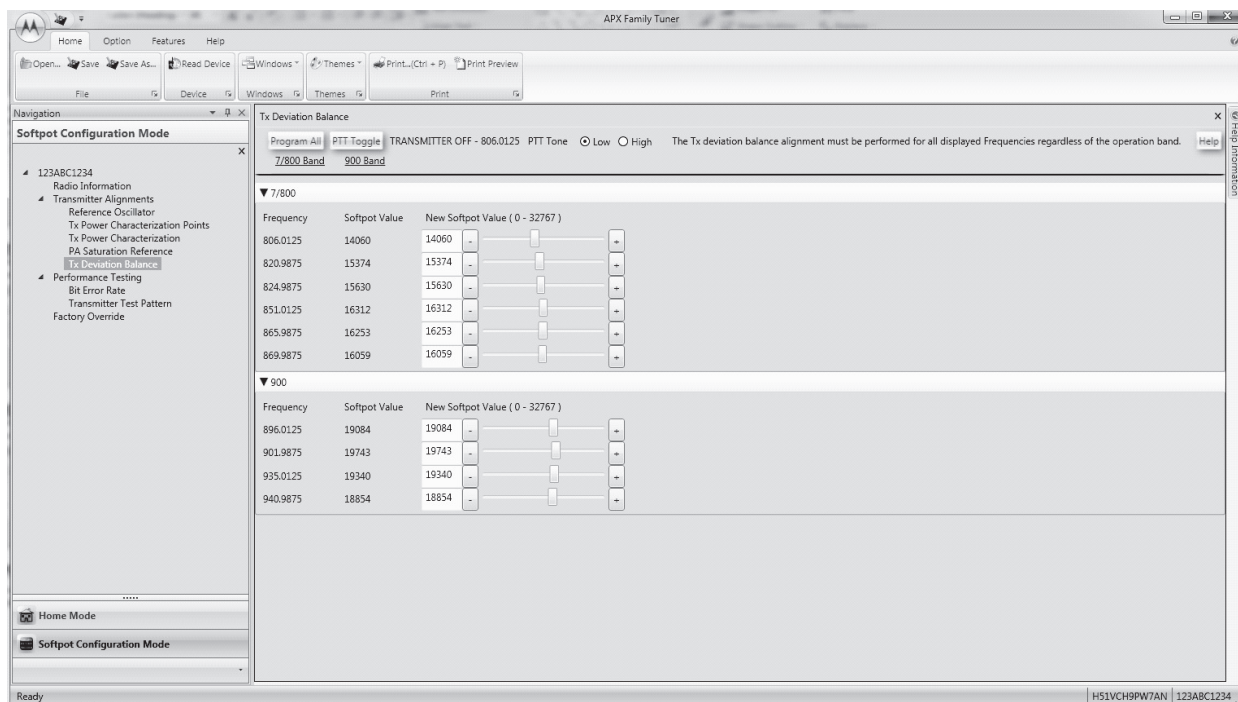 APX Family Tuner
Home Option Features Help
Open... Save Save As... Read Device Windows Themes Print...(Ctrl + P) Print Preview
File Device Windows Themes Print
Navigation
Softpot Configuration Mode
123ABC1234
Radio Information
Transmitter Alignments
Reference Oscillator
Tx Power Characterization Points
Tx Power Characterization
PA Saturation Reference
Tx Deviation Balance
Performance Testing
Bit Error Rate
Transmitter Test Pattern
Factory Override
Home Mode
Softpot Configuration Mode
Tx Deviation Balance
Program All PTT Toggle TRANSMITTER OFF - 806.0125 PTT Tone Low High The Tx deviation balance alignment must be performed for all displayed Frequencies regardless of the operation band. Help
7/800 Band 900 Band
7/800
Frequency Softpot Value New Softpot Value ( 0 - 32767 )
806.0125 14060 14060 - +
820.9875 15374 15374 - +
824.9875 15630 15630 - +
851.0125 16312 16312 - +
865.9875 16253 16253 - +
869.9875 16059 16059 - +
900
Frequency Softpot Value New Softpot Value ( 0 - 32767 )
896.0125 19084 19084 - +
901.9875 19743 19743 - +
935.0125 19340 19340 - +
940.9875 18854 18854 - +
Help Information
Ready H51VCH9PW7AN 123ABC1234